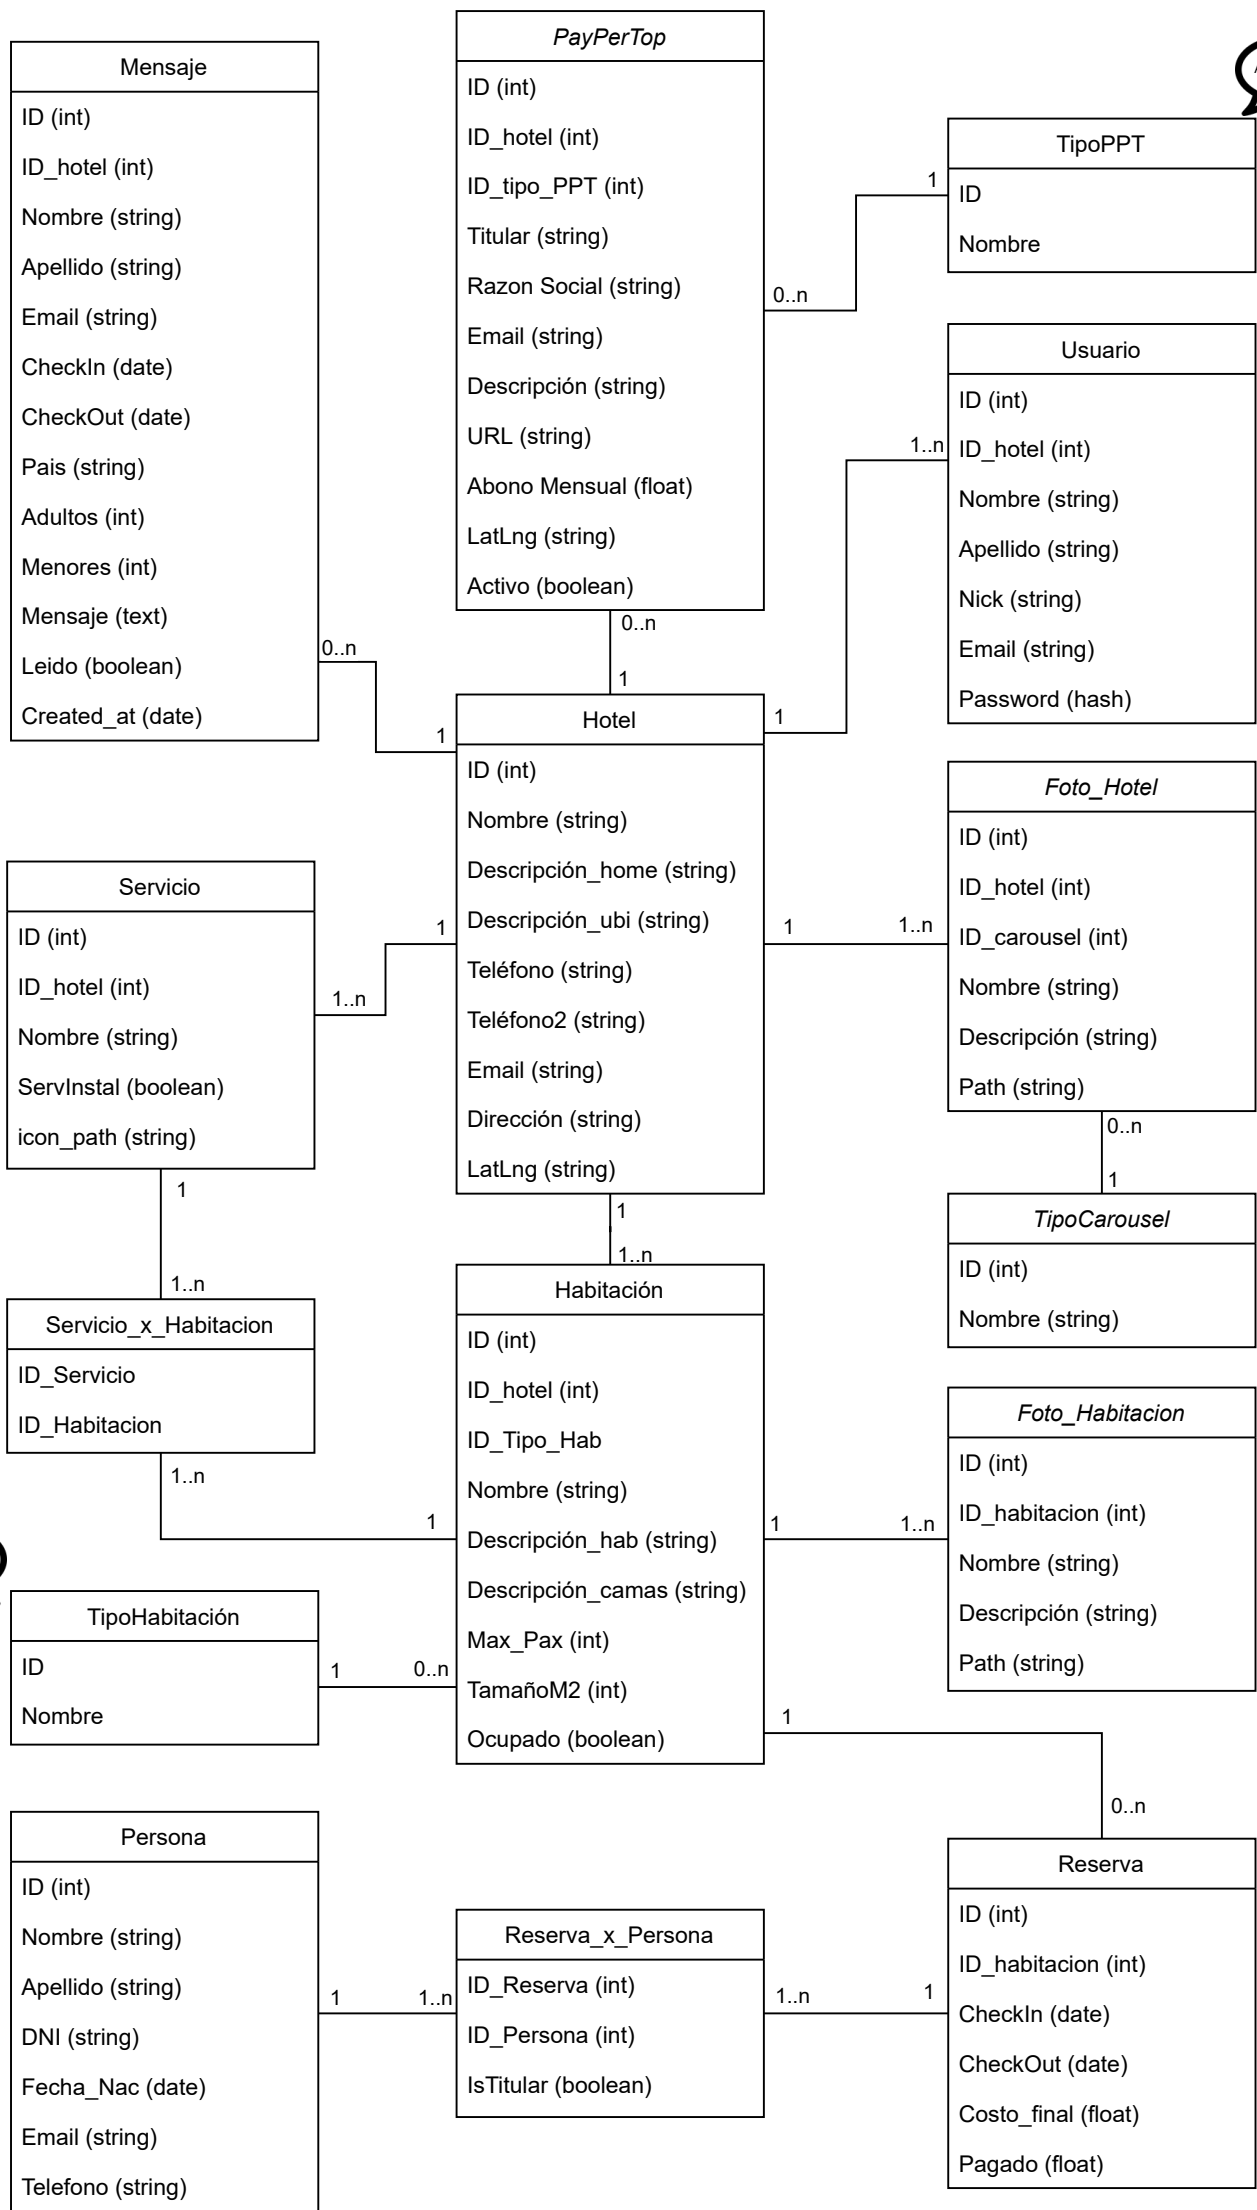 Mensaje
ID (int)
ID_hotel (int)
Nombre (string)
Apellido (string)
Email (string)
CheckIn (date)
CheckOut (date)
Pais (string)
Adultos (int)
Menores (int)
Mensaje (text)
Leido (boolean)
Created_at (date)
0..n
1
PayPerTop
ID (int)
ID_hotel (int)
ID_tipo_PPT (int)
Titular (string)
Razon Social (string)
Email (string)
Descripción (string)
URL (string)
Abono Mensual (float)
LatLng (string)
Activo (boolean)
0..n
1
0..n
1
TipoPPT
ID
Nombre
Usuario
ID (int)
ID_hotel (int)
Nombre (string)
Apellido (string)
Nick (string)
Email (string)
Password (hash)
1..n
1
Hotel
ID (int)
Nombre (string)
Descripción_home (string)
Descripción_ubi (string)
Teléfono (string)
Teléfono2 (string)
Email (string)
Dirección (string)
LatLng (string)
1
1..n
Foto_Hotel
ID (int)
ID_hotel (int)
ID_carousel (int)
Nombre (string)
Descripción (string)
Path (string)
1
1..n
0..n
1
TipoCarousel
ID (int)
Nombre (string)
Servicio
ID (int)
ID_hotel (int)
Nombre (string)
ServInstal (boolean)
icon_path (string)
1
1..n
1
1..n
Servicio_x_Habitacion
ID_Servicio
ID_Habitacion
1..n
1
Habitación
ID (int)
ID_hotel (int)
ID_Tipo_Hab
Nombre (string)
Descripción_hab (string)
Descripción_camas (string)
Max_Pax (int)
TamañoM2 (int)
Ocupado (boolean)
Foto_Habitacion
ID (int)
ID_habitacion (int)
Nombre (string)
Descripción (string)
Path (string)
1
1..n
TipoHabitación
ID
Nombre
1
0..n
1
0..n
Persona
ID (int)
Nombre (string)
Apellido (string)
DNI (string)
Fecha_Nac (date)
Email (string)
Telefono (string)
1
1..n
Reserva_x_Persona
ID_Reserva (int)
ID_Persona (int)
IsTitular (boolean)
1..n
1
Reserva
ID (int)
ID_habitacion (int)
CheckIn (date)
CheckOut (date)
Costo_final (float)
Pagado (float)